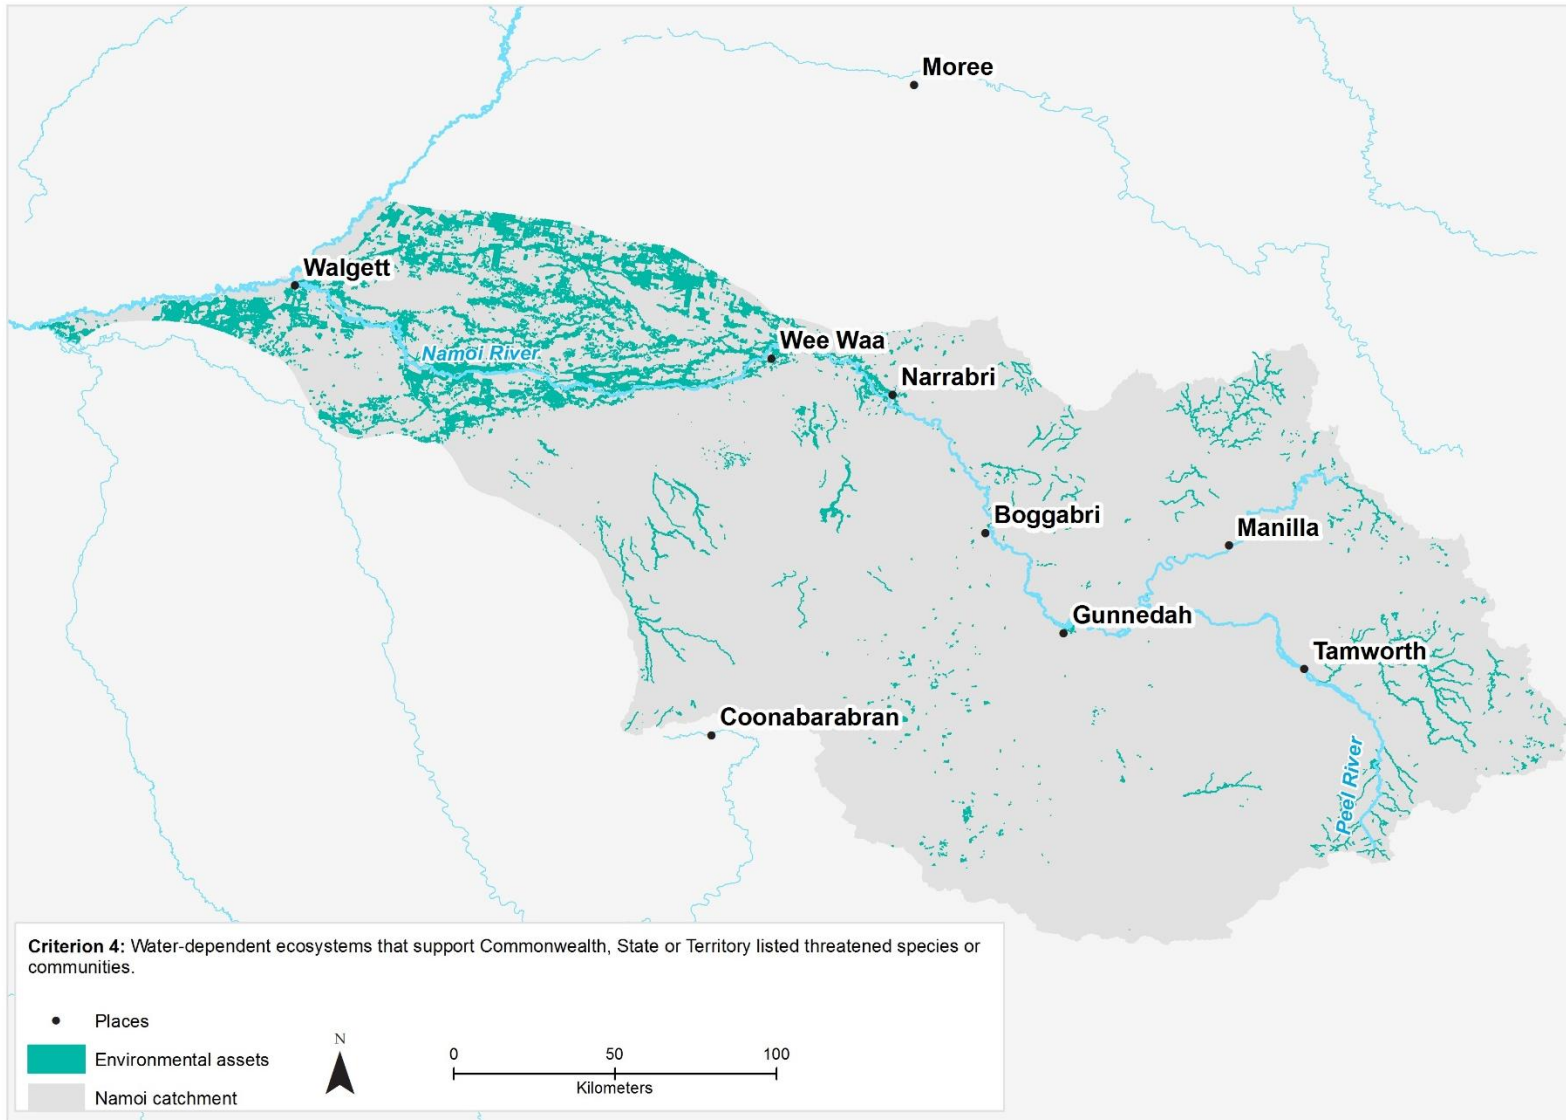 Moree
Walgett
Namoi River
Wee Waa
Narrabri
Boggabri
Manilla
Gunnedah
Tamworth
Coonabarabran
Peel River
Criterion 4: Water-dependent ecosystems that support Commonwealth, State or Territory listed threatened species or
communities.
Places
Environmental assets
Namoi catchment
N
0 50 100
Kilometers